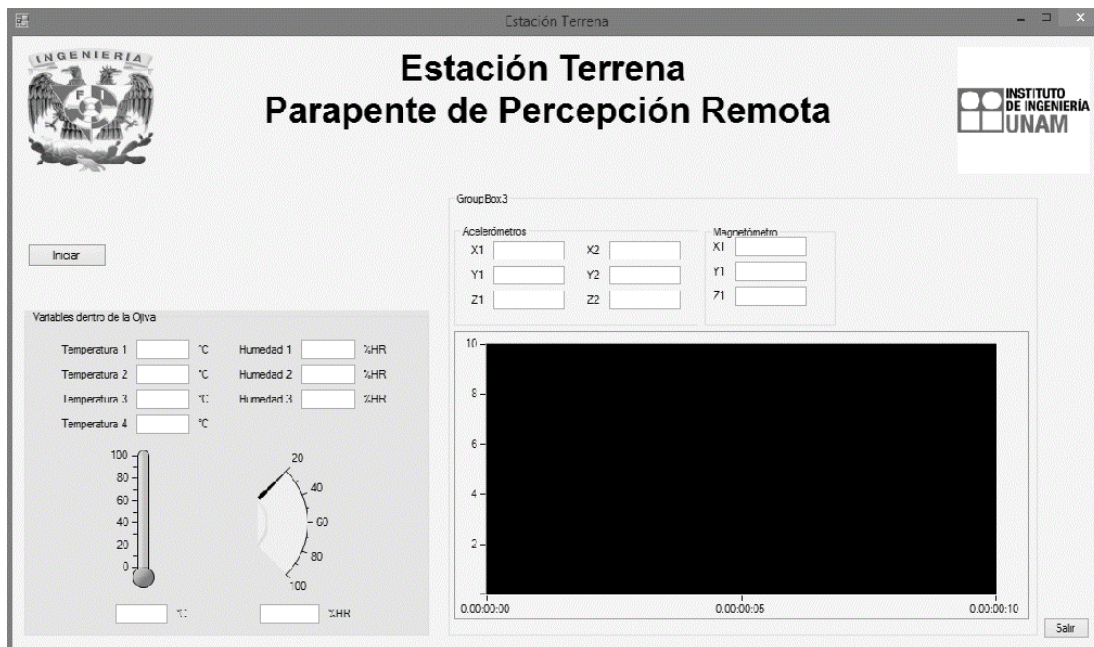 Estación Terrena
INGENIERIA
F I
Estación Terrena
Parapente de Percepción Remota
INSTITUTO
DE INGENIERÍA
UNAM
Iniciar
GroupBox3
Acelerómetros
X1
X2
Y1
Y2
Z1
Z2
Magnetómetro
X1
Y1
Z1
Variables dentro de la Ojiva
Temperatura 1 °C Humedad 1 %HR
Temperatura 2 °C Humedad 2 %HR
Temperatura 3 °C Humedad 3 %HR
Temperatura 4 °C
100
80
60
40
20
0
°C
20
40
60
80
100
%HR
10
8
6
4
2
0.00:00:00 0.00:00:05 0.00:00:10
Salir